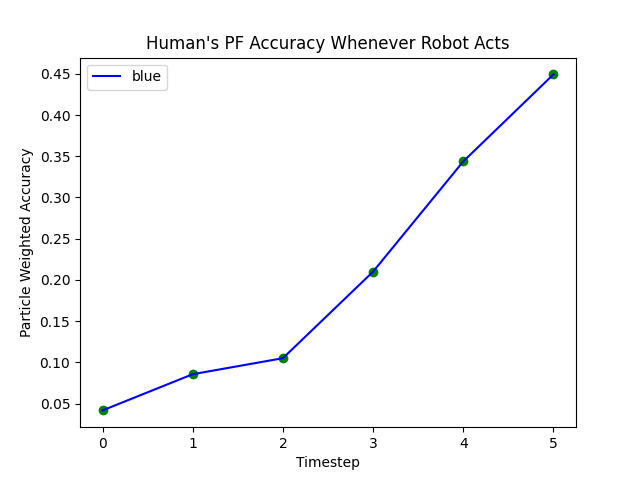 Human's PF Accuracy Whenever Robot Acts
blue
0.45
0.40
0.35
0.30
0.25
0.20
0.15
0.10
0.05
Particle Weighted Accuracy
0 1 2 3 4 5
Timestep